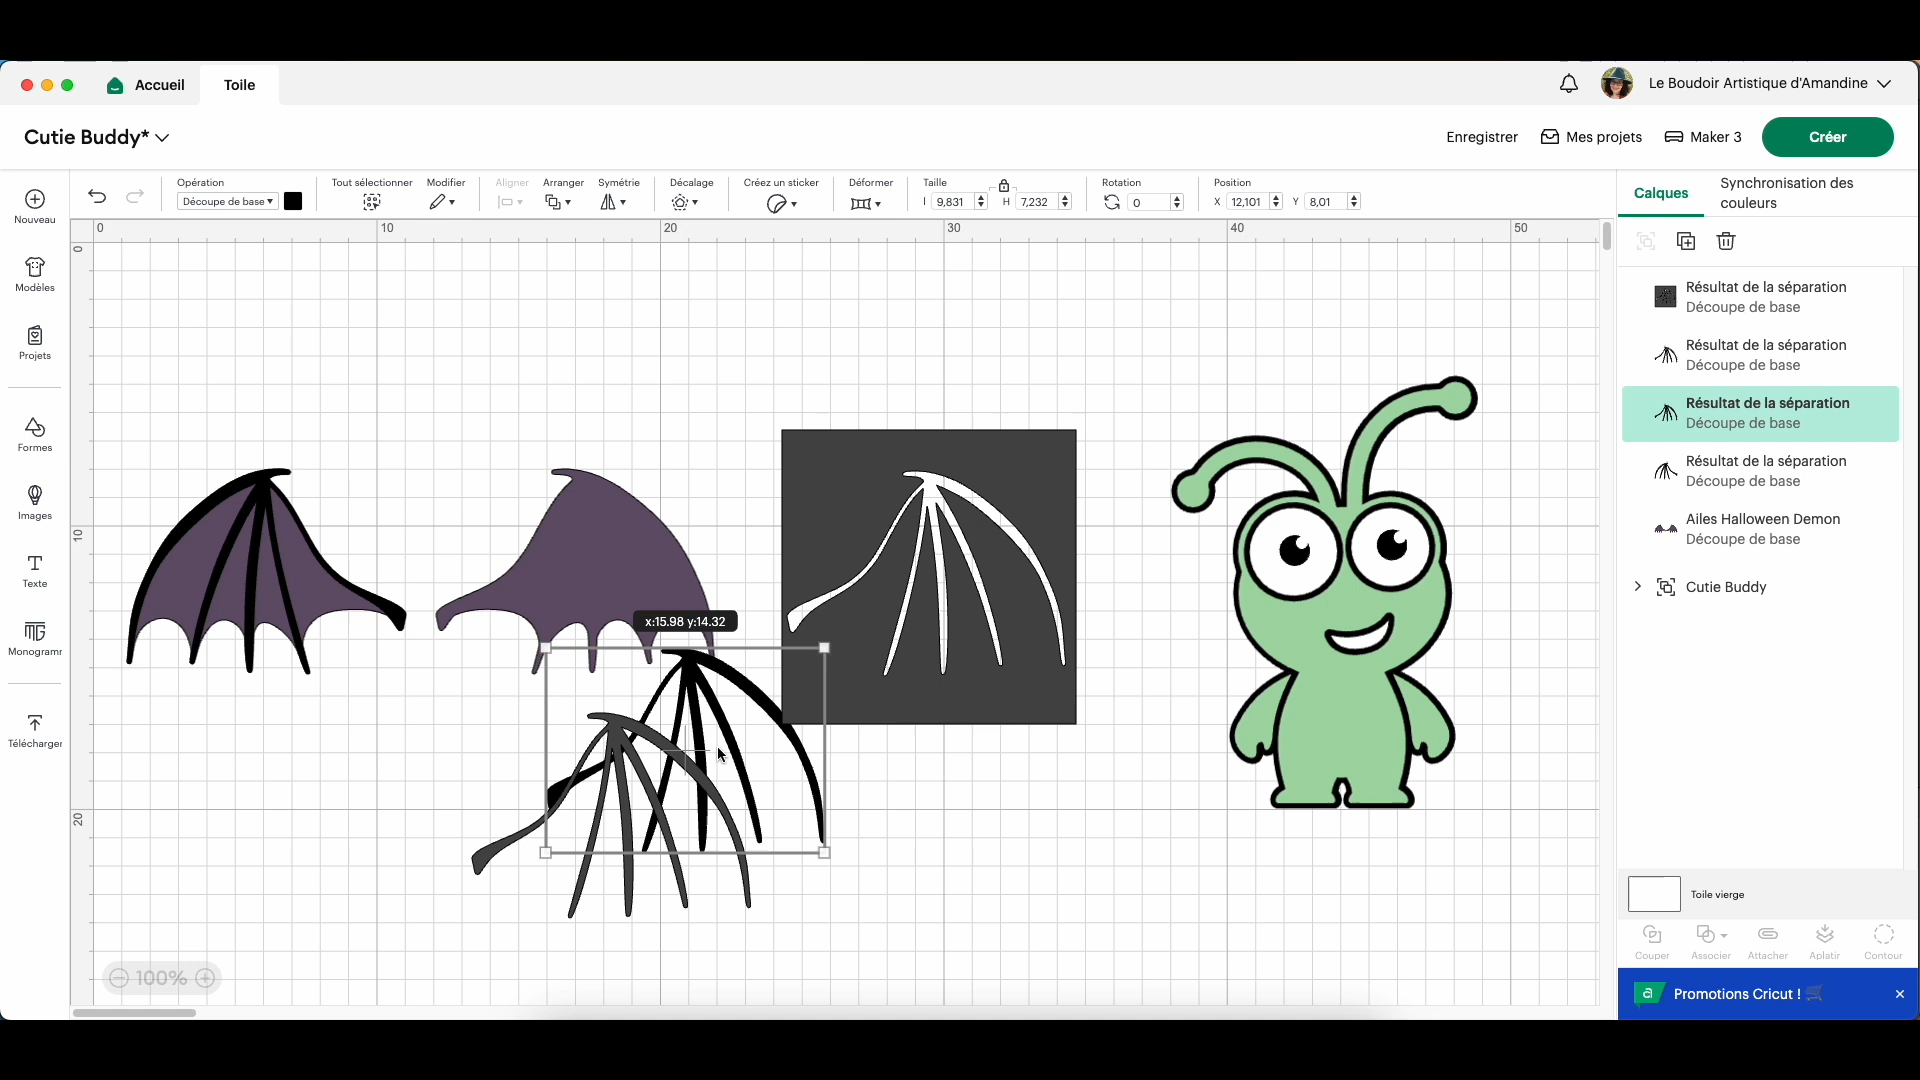 Accueil
Toile
Le Boudoir Artistique d'Amandine
Cutie Buddy*
Enregistrer
Mes projets
Maker 3
Créer
Nouveau
Modèles
Projets
Formes
Images
Texte
Monogramm
Télécharger
Opération
Découpe de base
Tout sélectionner
Modifier
Aligner
Arranger
Symétrie
Décalage
Créez un sticker
Déformer
Taille
l 9,831
H 7,232
Rotation
0
Position
X 12,101
Y 8,01
0 10 20 30 40 50
0
10
20
x:15.98 y:14.32
100%
Calques
Synchronisation des
couleurs
Résultat de la séparation
Découpe de base
Résultat de la séparation
Découpe de base
Résultat de la séparation
Découpe de base
Résultat de la séparation
Découpe de base
Ailes Halloween Demon
Découpe de base
Cutie Buddy
Toile vierge
Couper
Associer
Attacher
Aplatir
Contour
a
Promotions Cricut !